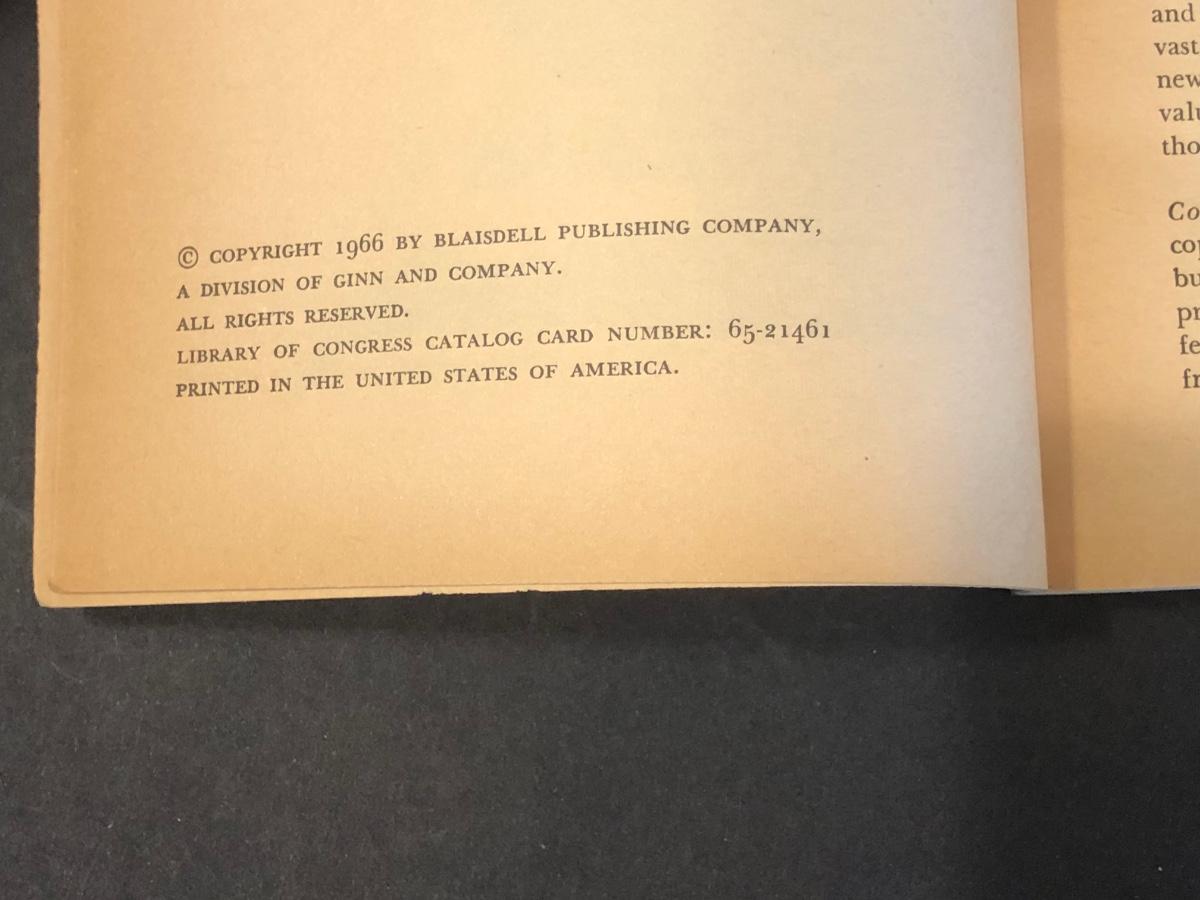 © COPYRIGHT 1966 BY BLAISDELL PUBLISHING COMPANY,
A DIVISION OF GINN AND COMPANY.
ALL RIGHTS RESERVED.
LIBRARY OF CONGRESS CATALOG CARD NUMBER: 65-21461
PRINTED IN THE UNITED STATES OF AMERICA.
and
vast
new